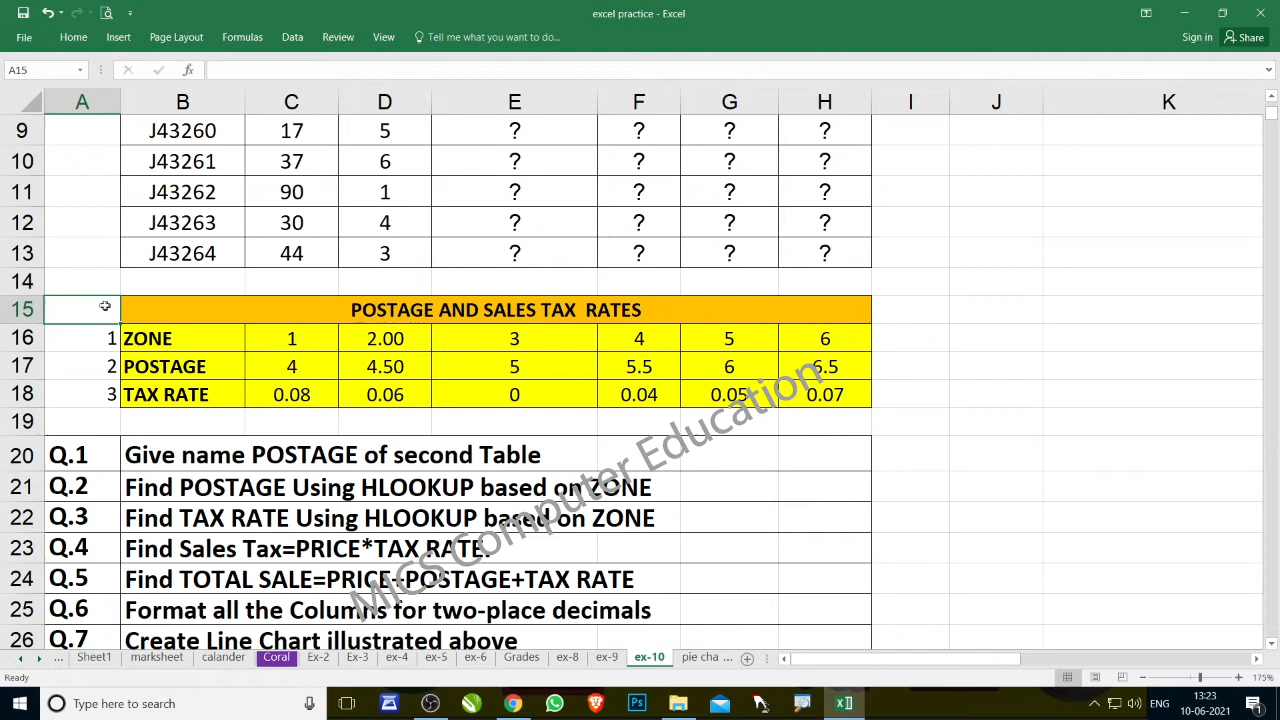 excel practice - Excel
File Home Insert Page Layout Formulas Data Review View Tell me what you want to do... Sign in Share
A15 fx
A B C D E F G H I J K
9 J43260 17 5 ? ? ? ?
10 J43261 37 6 ? ? ? ?
11 J43262 90 1 ? ? ? ?
12 J43263 30 4 ? ? ? ?
13 J43264 44 3 ? ? ? ?
14
15 POSTAGE AND SALES TAX RATES
16 1 ZONE 1 2.00 3 4 5 6
17 2 POSTAGE 4 4.50 5 5.5 6 6.5
18 3 TAX RATE 0.08 0.06 0 0.04 0.05 0.07
19
20 Q.1 Give name POSTAGE of second Table
21 Q.2 Find POSTAGE Using HLOOKUP based on ZONE
22 Q.3 Find TAX RATE Using HLOOKUP based on ZONE
23 Q.4 Find Sales Tax=PRICE*TAX RATE.
24 Q.5 Find TOTAL SALE=PRICE+POSTAGE+TAX RATE
25 Q.6 Format all the Columns for two-place decimals
26 Q.7 Create Line Chart illustrated above
MICS Computer Education
... Sheet1 marksheet calander Coral Ex-2 Ex-3 ex-4 ex-5 ex-6 Grades ex-8 ex-9 ex-10 pie cha ...
Ready 175%
Type here to search ENG 13:23
11-06-2020 1